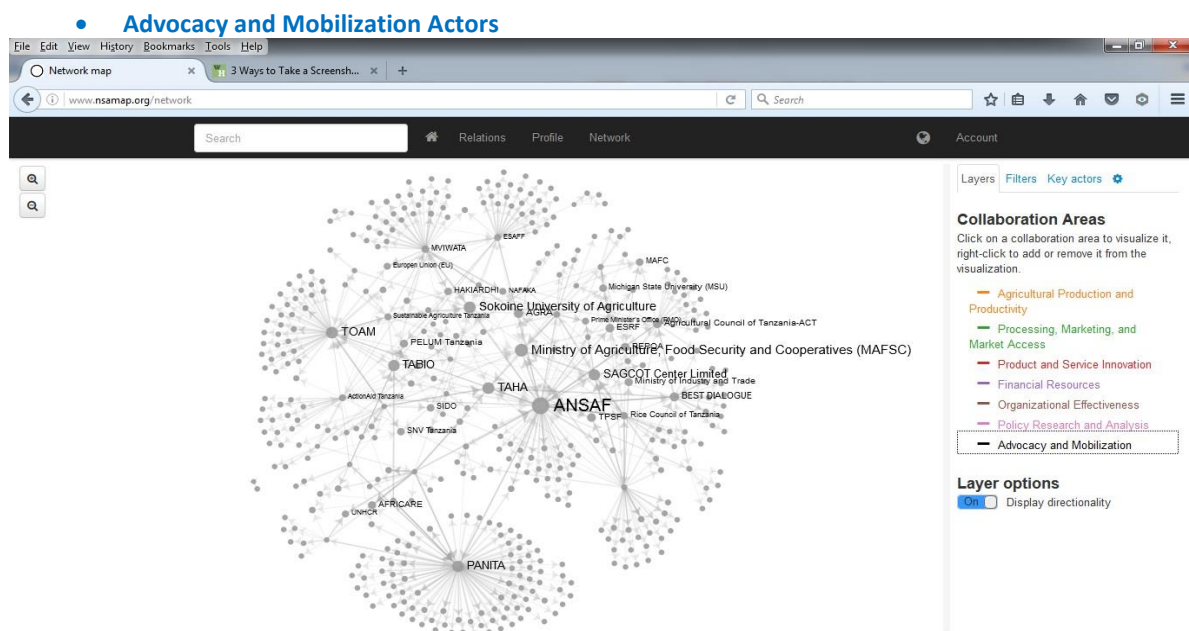 • Advocacy and Mobilization Actors
File Edit View History Bookmarks Tools Help
Network map
3 Ways to Take a Screensh...
www.nsamap.org/network
Search
Search
Relations Profile Network
Account
Layers Filters Key actors
Collaboration Areas
Click on a collaboration area to visualize it,
right-click to add or remove it from the
visualization.
Agricultural Production and
Productivity
Processing, Marketing, and
Market Access
Product and Service Innovation
Financial Resources
Organizational Effectiveness
Policy Research and Analysis
Advocacy and Mobilization
Layer options
On Display directionality
ESAFF
MVIWATA
Europen Union (EU)
MAFC
HAKIARDHI
NAFAKA
Michigan State University (MSU)
Sokoine University of Agriculture
Sustainable Agriculture Tanzania
AGRA
Prime Minister's Office (PMO)
ESRF
Agricultural Council of Tanzania-ACT
TOAM
PELUM Tanzania
REPOA
Ministry of Agriculture, Food Security and Cooperatives (MAFSC)
TABIO
SAGCOT Center Limited
Ministry of Industry and Trade
TAHA
ActionAid Tanzania
BEST DIALOGUE
SIDO
ANSAF
TPSF
Rice Council of Tanzania
SNV Tanzania
AFRICARE
UNHCR
PANITA